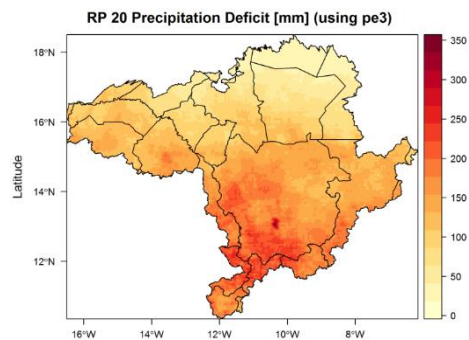 RP 20 Precipitation Deficit [mm] (using pe3)
18°N
16°N
14°N
12°N
Latitude
16°W
14°W
12°W
10°W
8°W
350
300
250
200
150
100
50
0